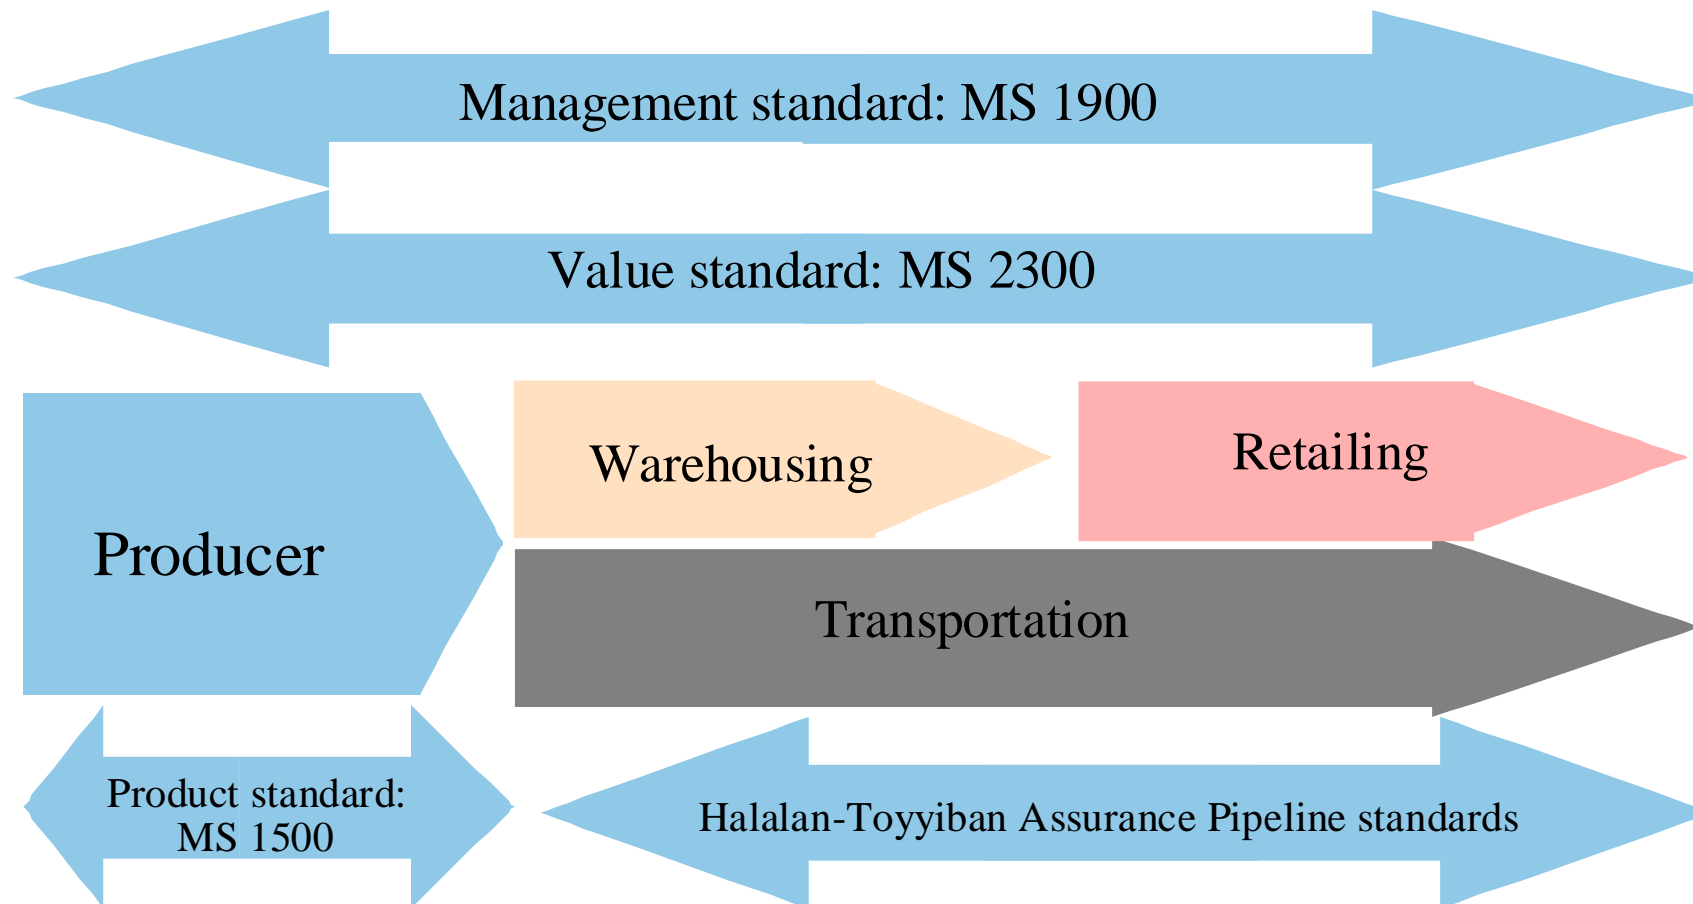 Management standard: MS 1900
Value standard: MS 2300
Warehousing
Retailing
Producer
Transportation
Product standard:
MS 1500
Halalan-Toyyiban Assurance Pipeline standards